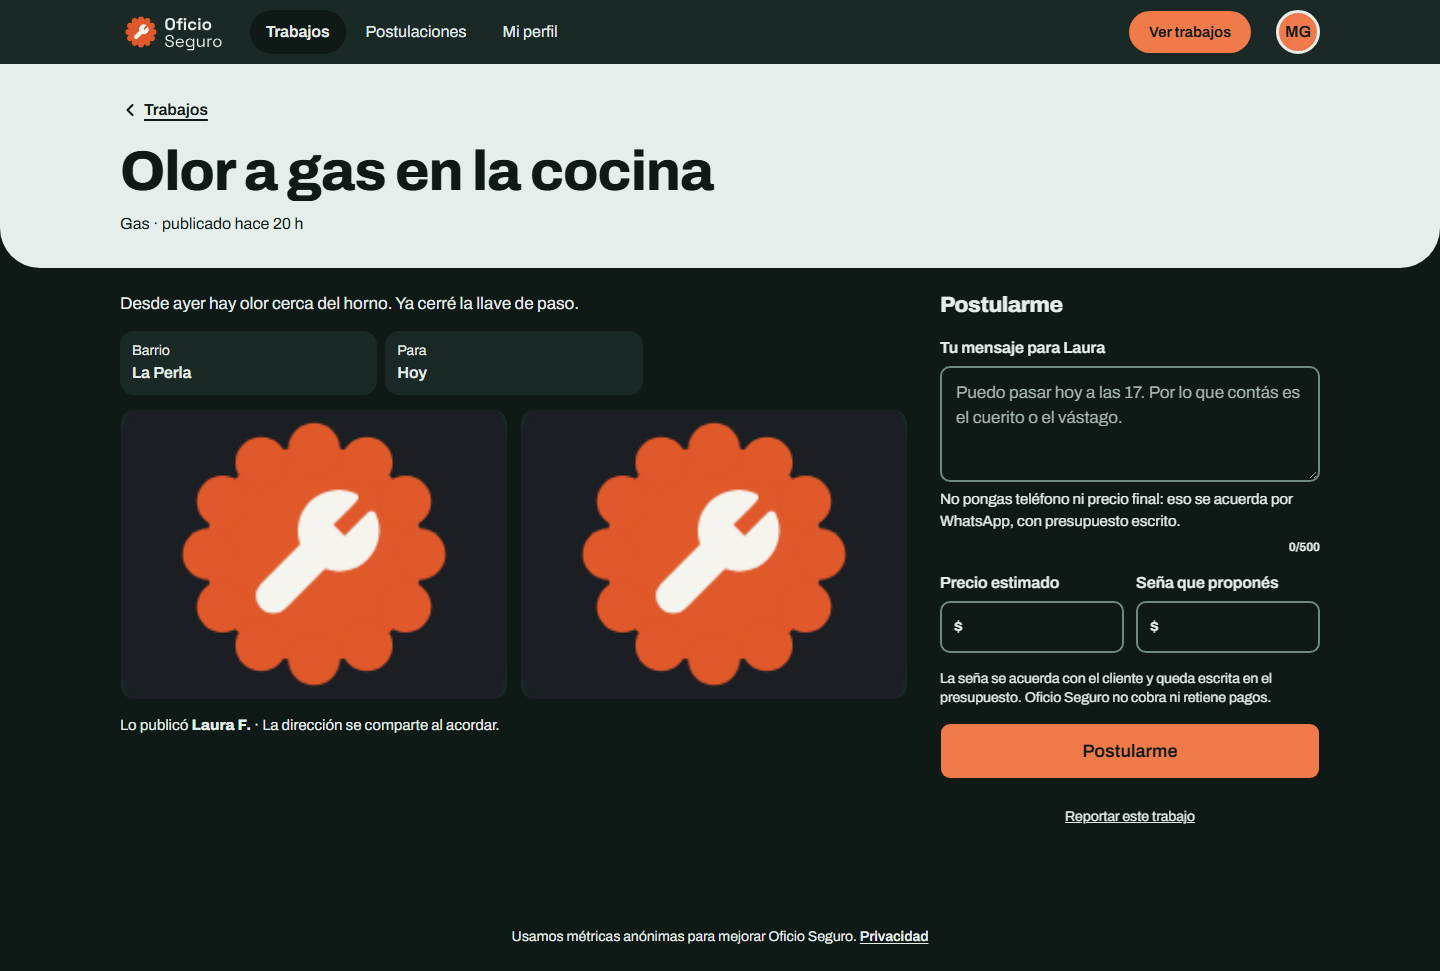 Oficio
Seguro
Trabajos
Postulaciones
Mi perfil
Ver trabajos
MG
Trabajos
Olor a gas en la cocina
Gas · publicado hace 20 h
Desde ayer hay olor cerca del horno. Ya cerré la llave de paso.
Barrio
La Perla
Para
Hoy
Lo publicó Laura F. · La dirección se comparte al acordar.
Postularme
Tu mensaje para Laura
Puedo pasar hoy a las 17. Por lo que contás es
el cuerito o el vástago.
No pongas teléfono ni precio final: eso se acuerda por
WhatsApp, con presupuesto escrito.
0/500
Precio estimado
Seña que proponés
$
$
La seña se acuerda con el cliente y queda escrita en el
presupuesto. Oficio Seguro no cobra ni retiene pagos.
Postularme
Reportar este trabajo
Usamos métricas anónimas para mejorar Oficio Seguro. Privacidad